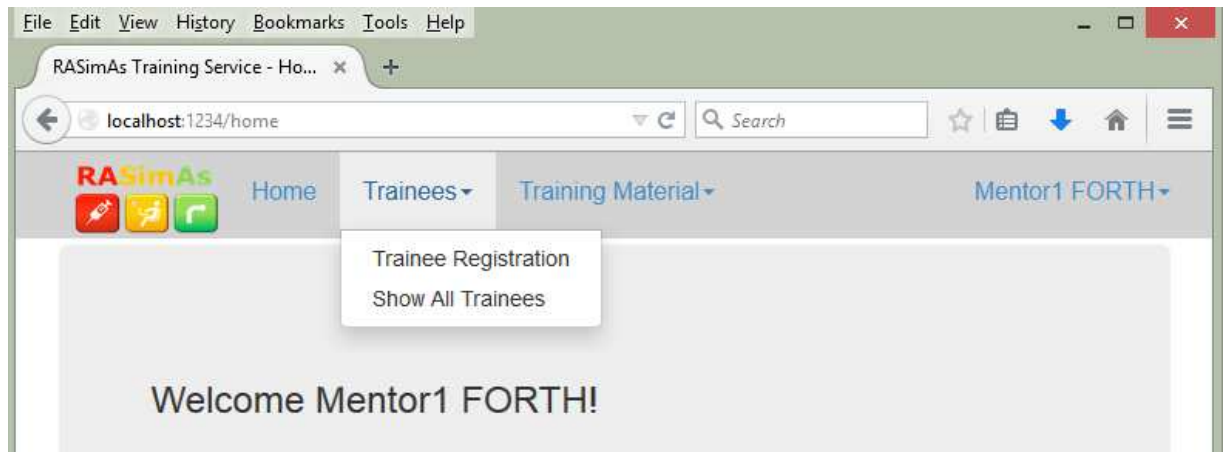 File Edit View History Bookmarks Tools Help
RASimAs Training Service - Ho...
localhost:1234/home
Search
RASimAs
Home Trainees Training Material Mentor1 FORTH
Trainee Registration
Show All Trainees
Welcome Mentor1 FORTH!